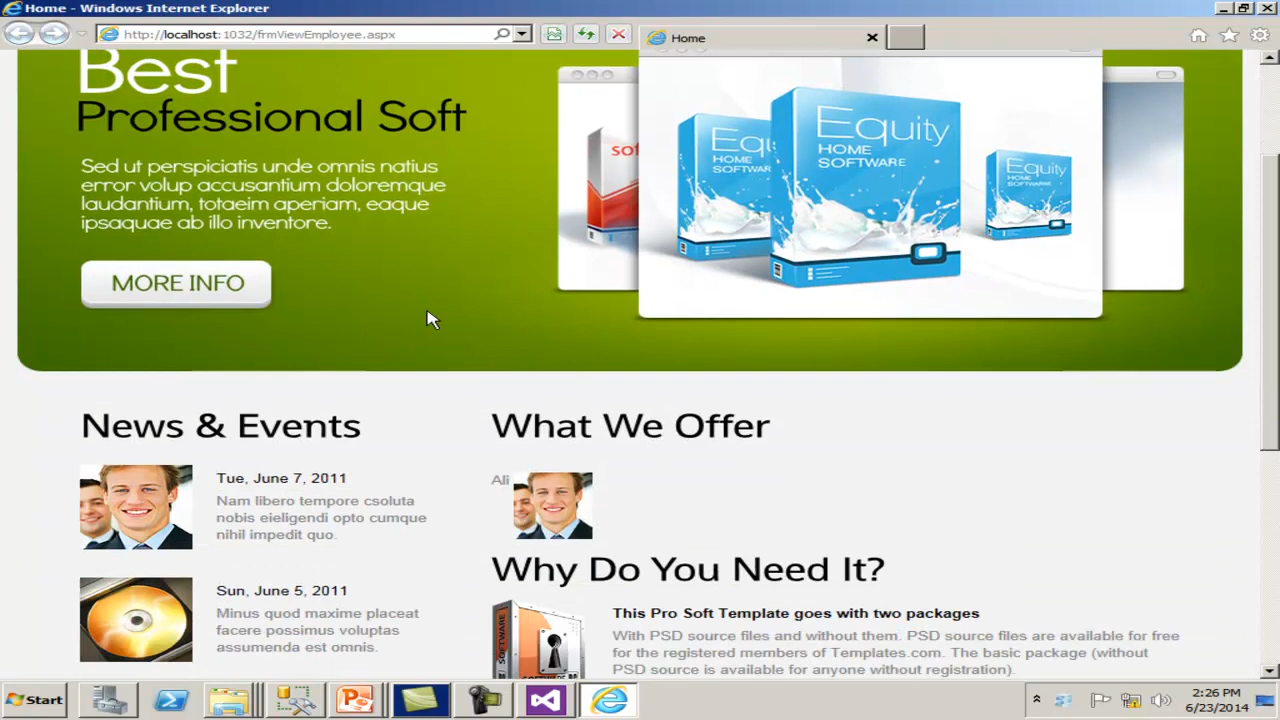 Home - Windows Internet Explorer
http://localhost:1032/frmViewEmployee.aspx
Home
Best
Professional Soft
Sed ut perspiciatis unde omnis natius
error volup accusantium doloremque
laudantium, totaeim aperiam, eaque
ipsaquae ab illo inventore.
MORE INFO
Equity
HOME
SOFTWARE
Equity
HOME
SOFTWARE
News & Events
Tue, June 7, 2011
Nam libero tempore csoluta
nobis eieligendi opto cumque
nihil impedit quo.
Sun, June 5, 2011
Minus quod maxime placeat
facere possimus voluptas
assumenda est omnis.
What We Offer
Ali
Why Do You Need It?
This Pro Soft Template goes with two packages
With PSD source files and without them. PSD source files are available for free
for the registered members of Templates.com. The basic package (without
PSD source is available for anyone without registration).
Start
2:26 PM
6/23/2014